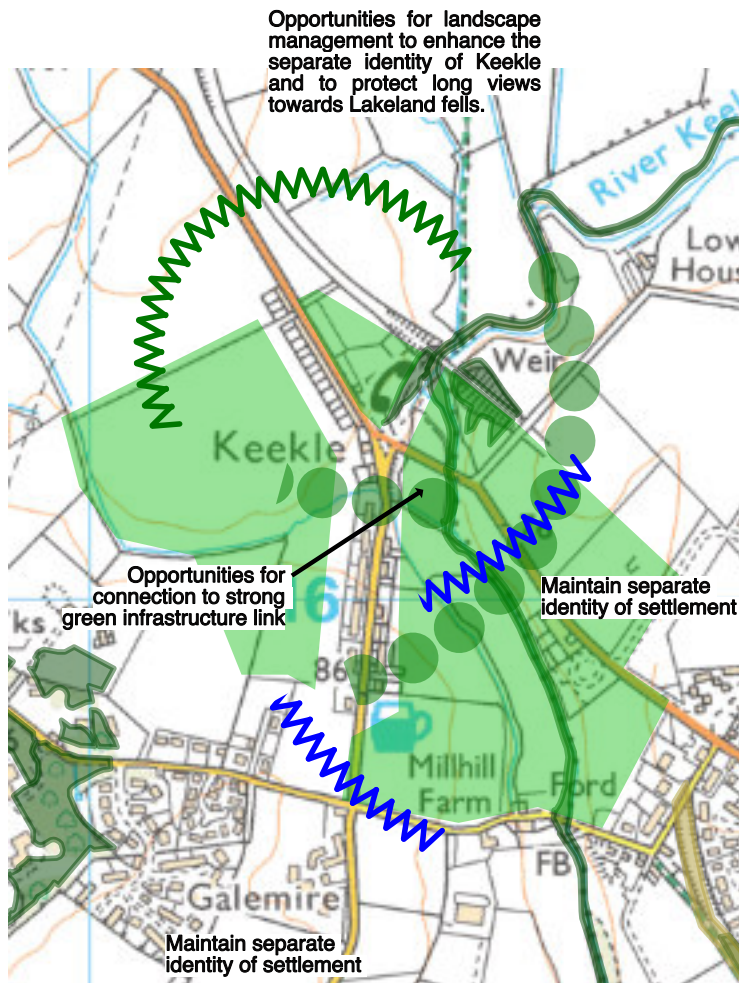 Opportunities for landscape
management to enhance the
separate identity of Keekle
and to protect long views
towards Lakeland fells.
River Keek
Low
House
Weir
Keekle
Opportunities for
connection to strong
green infrastructure link
Maintain separate
identity of settlement
ks
16
86
Millhill
Farm
Ford
FB
Galemire
Maintain separate
identity of settlement